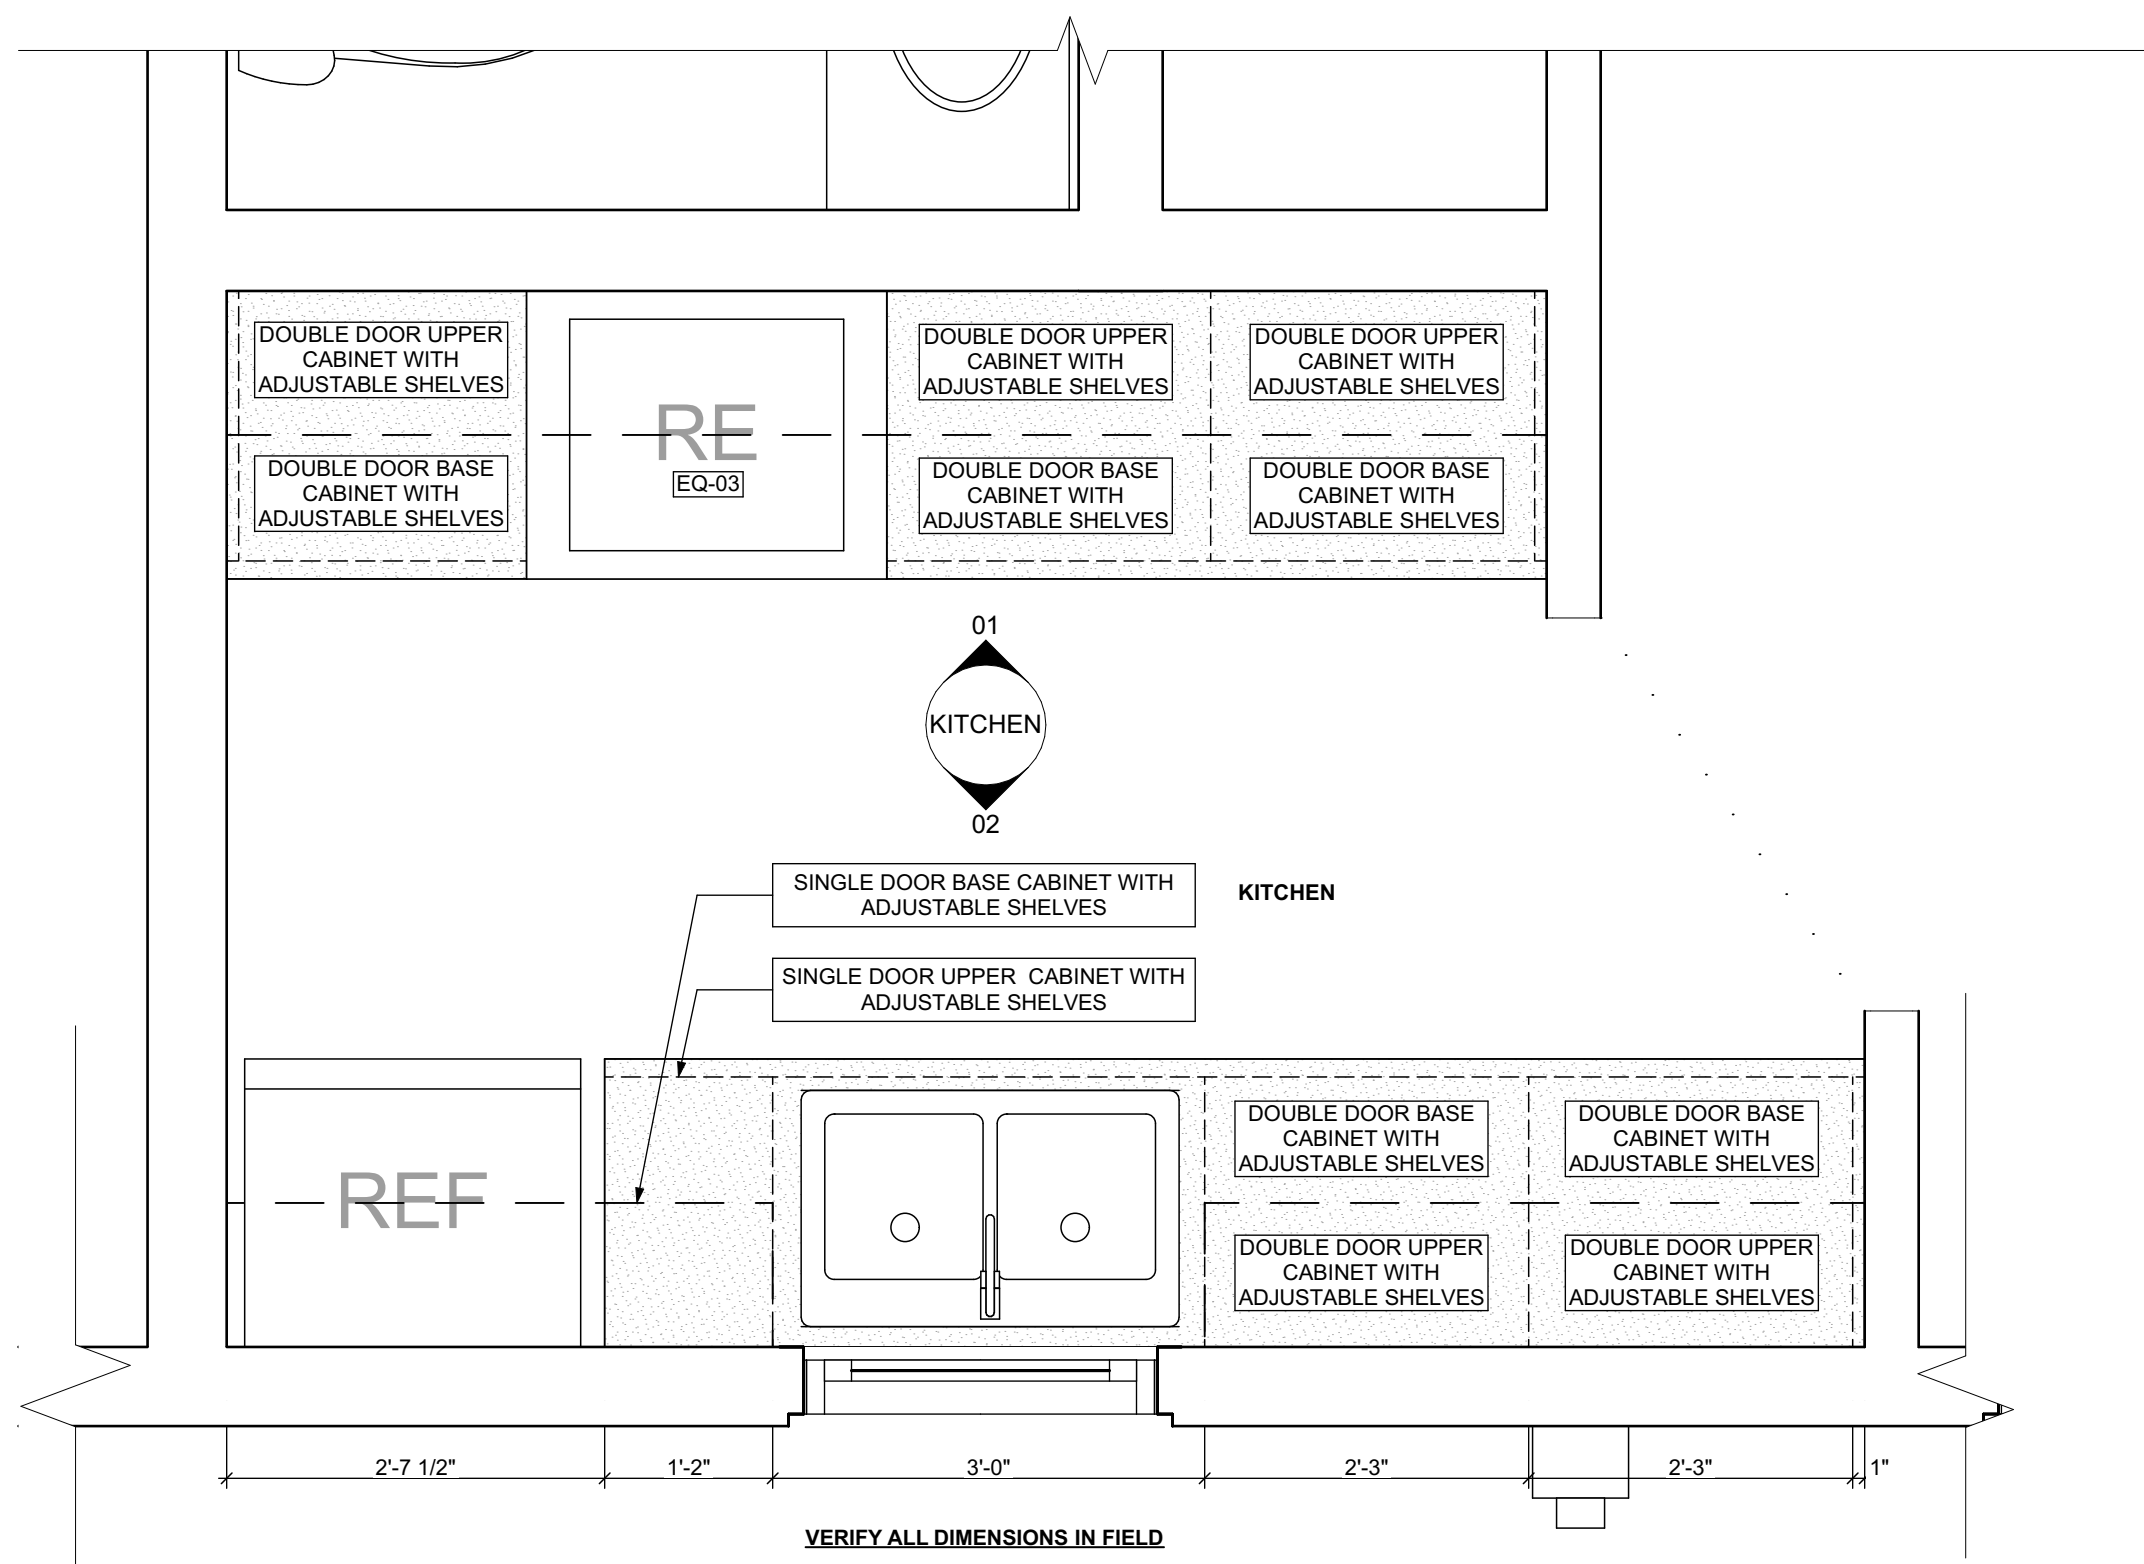 DOUBLE DOOR UPPER
CABINET WITH
ADJUSTABLE SHELVES
DOUBLE DOOR BASE
CABINET WITH
ADJUSTABLE SHELVES
RE
EQ-03
DOUBLE DOOR UPPER
CABINET WITH
ADJUSTABLE SHELVES
DOUBLE DOOR BASE
CABINET WITH
ADJUSTABLE SHELVES
DOUBLE DOOR UPPER
CABINET WITH
ADJUSTABLE SHELVES
DOUBLE DOOR BASE
CABINET WITH
ADJUSTABLE SHELVES
01
KITCHEN
02
SINGLE DOOR BASE CABINET WITH
ADJUSTABLE SHELVES
KITCHEN
SINGLE DOOR UPPER CABINET WITH
ADJUSTABLE SHELVES
REF
DOUBLE DOOR BASE
CABINET WITH
ADJUSTABLE SHELVES
DOUBLE DOOR UPPER
CABINET WITH
ADJUSTABLE SHELVES
DOUBLE DOOR BASE
CABINET WITH
ADJUSTABLE SHELVES
DOUBLE DOOR UPPER
CABINET WITH
ADJUSTABLE SHELVES
2'-7 1/2"
1'-2"
3'-0"
2'-3"
2'-3"
1"
VERIFY ALL DIMENSIONS IN FIELD